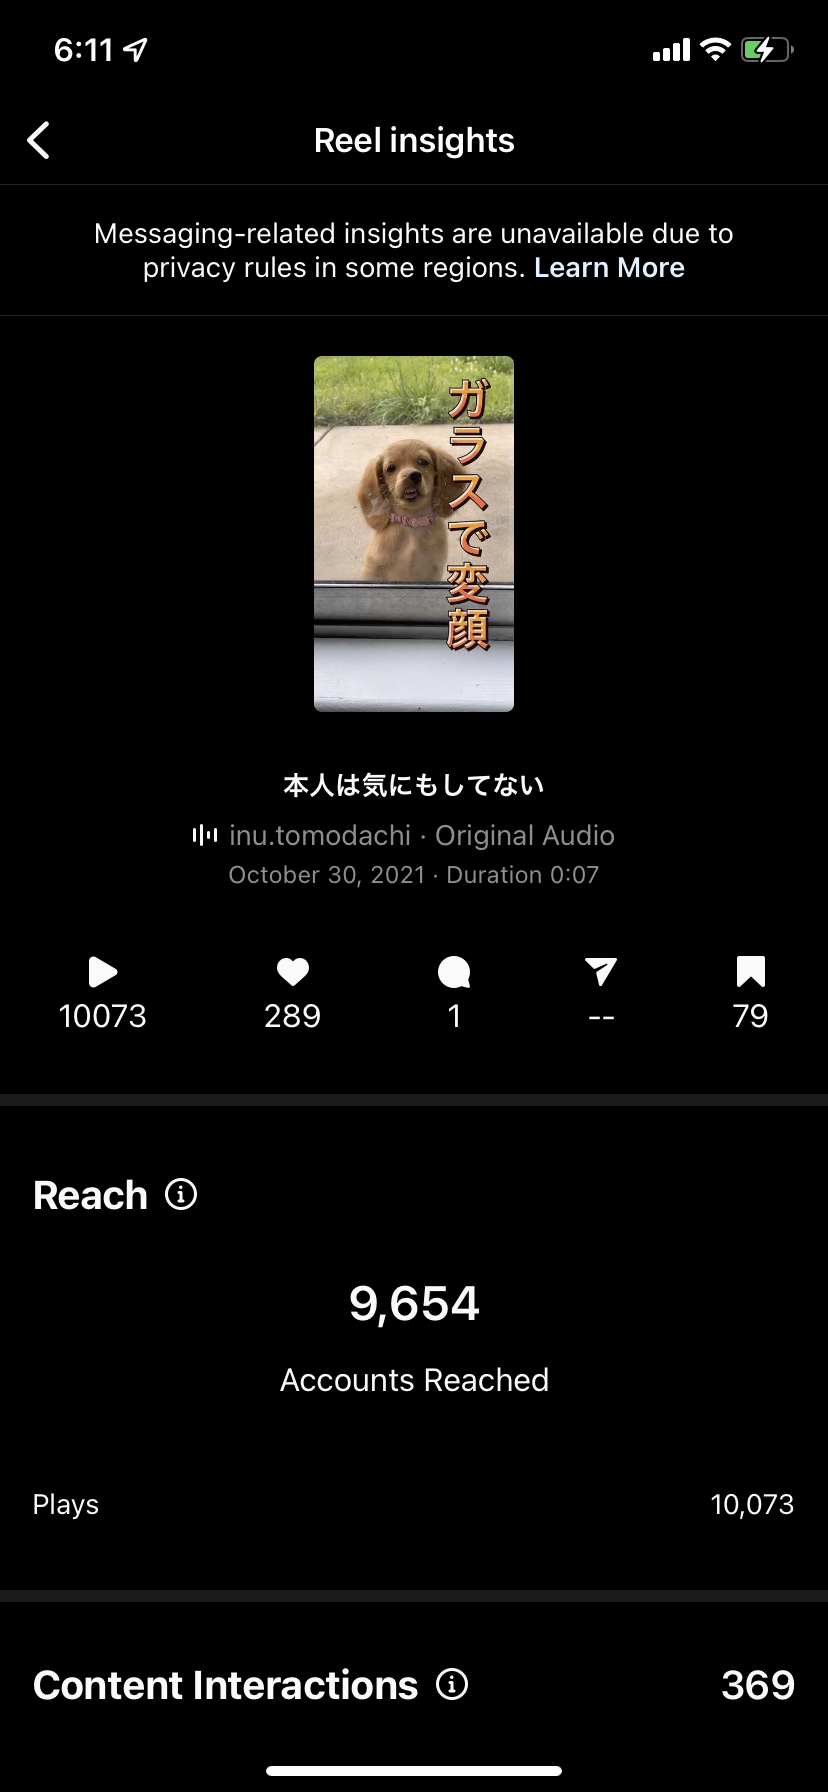 6:11
Reel insights
Messaging-related insights are unavailable due to
privacy rules in some regions. Learn More
ガラスで変顔
本人は気にもしてない
inu.tomodachi · Original Audio
October 30, 2021 · Duration 0:07
10073 289 1 -- 79
Reach
9,654
Accounts Reached
Plays 10,073
Content Interactions 369